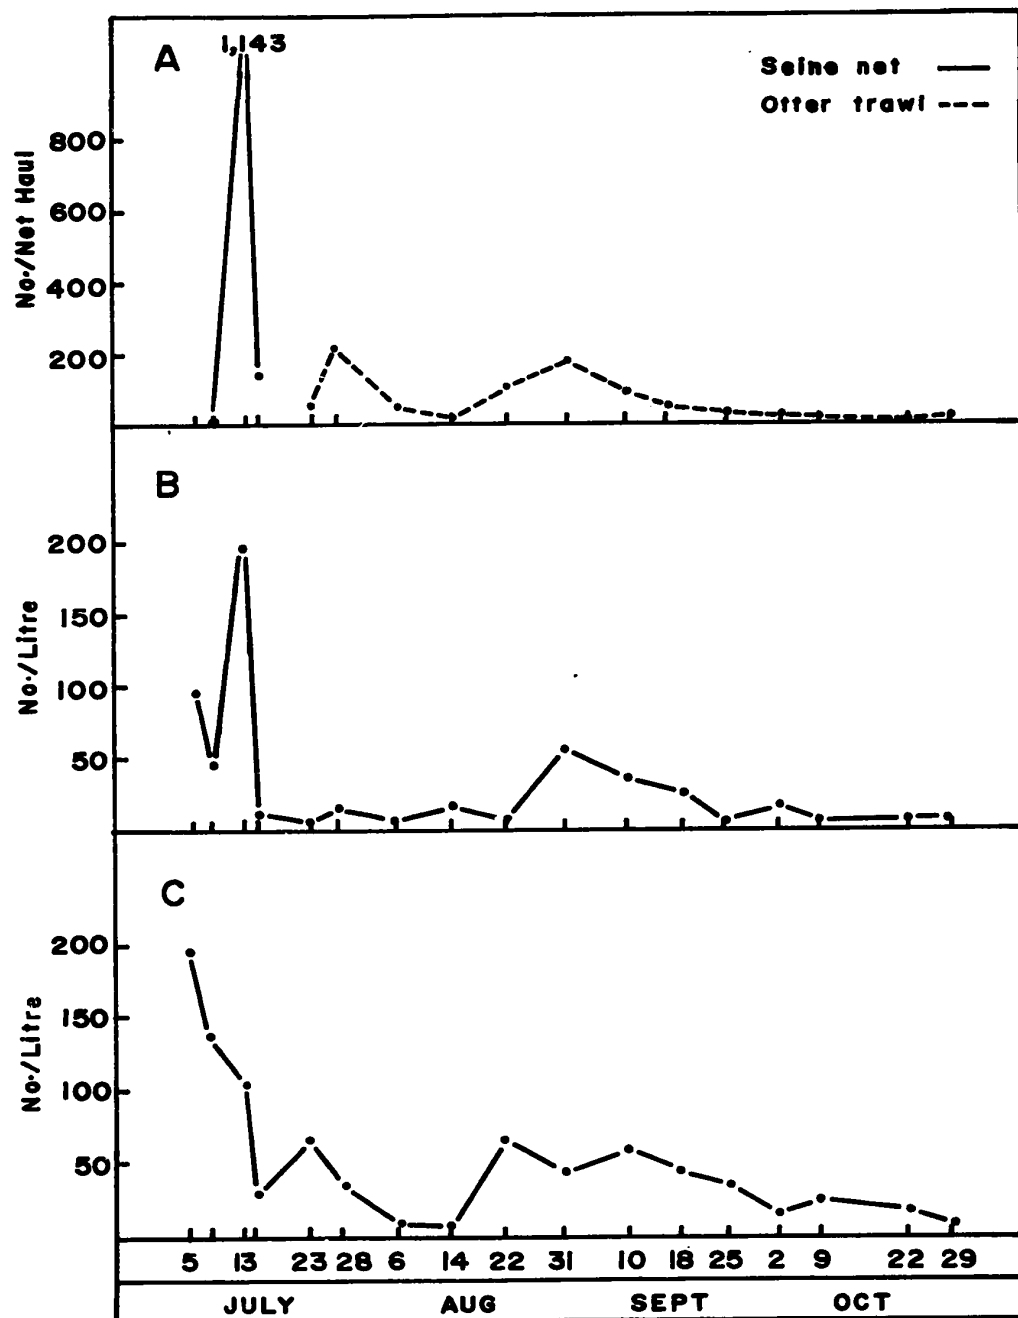 A
1,143
Seine net
Otter trawl
No./Net Haul
800
600
400
200
B
No./Litre
200
150
100
50
C
No./Litre
200
150
100
50
5 13 23 28 6 14 22 31 10 18 25 2 9 22 29
JULY AUG SEPT OCT